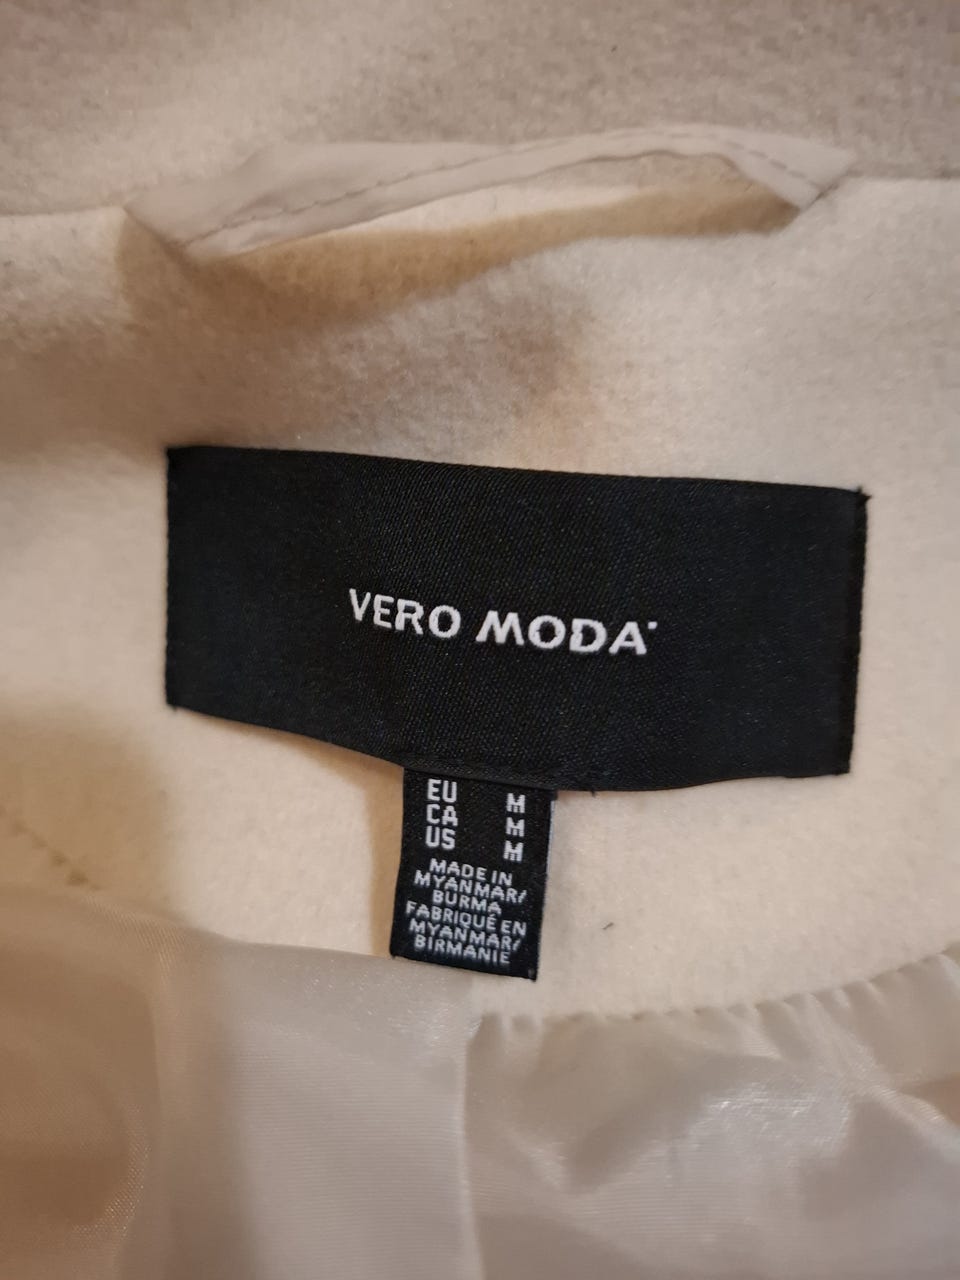 VERO MODA
EU M
CA M
US M
MADE IN
MYANMAR/
BURMA
FABRIQUÉ EN
MYANMAR/
BIRMANIE